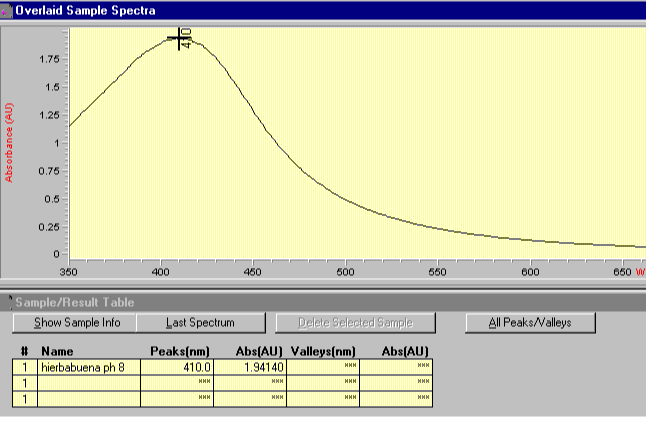 Overlaid Sample Spectra
410
1.75
1.5
1.25
1
0.75
0.5
0.25
0
Absorbance (AU)
350 400 450 500 550 600 650 W
Sample/Result Table
Show Sample Info Last Spectrum Delete Selected Sample All Peaks/Valleys
# Name Peaks(nm) Abs(AU) Valleys(nm) Abs(AU)
1 hierbabuena ph 8 410.0 1.94140 *** ***
1 *** *** *** ***
1 *** *** *** ***